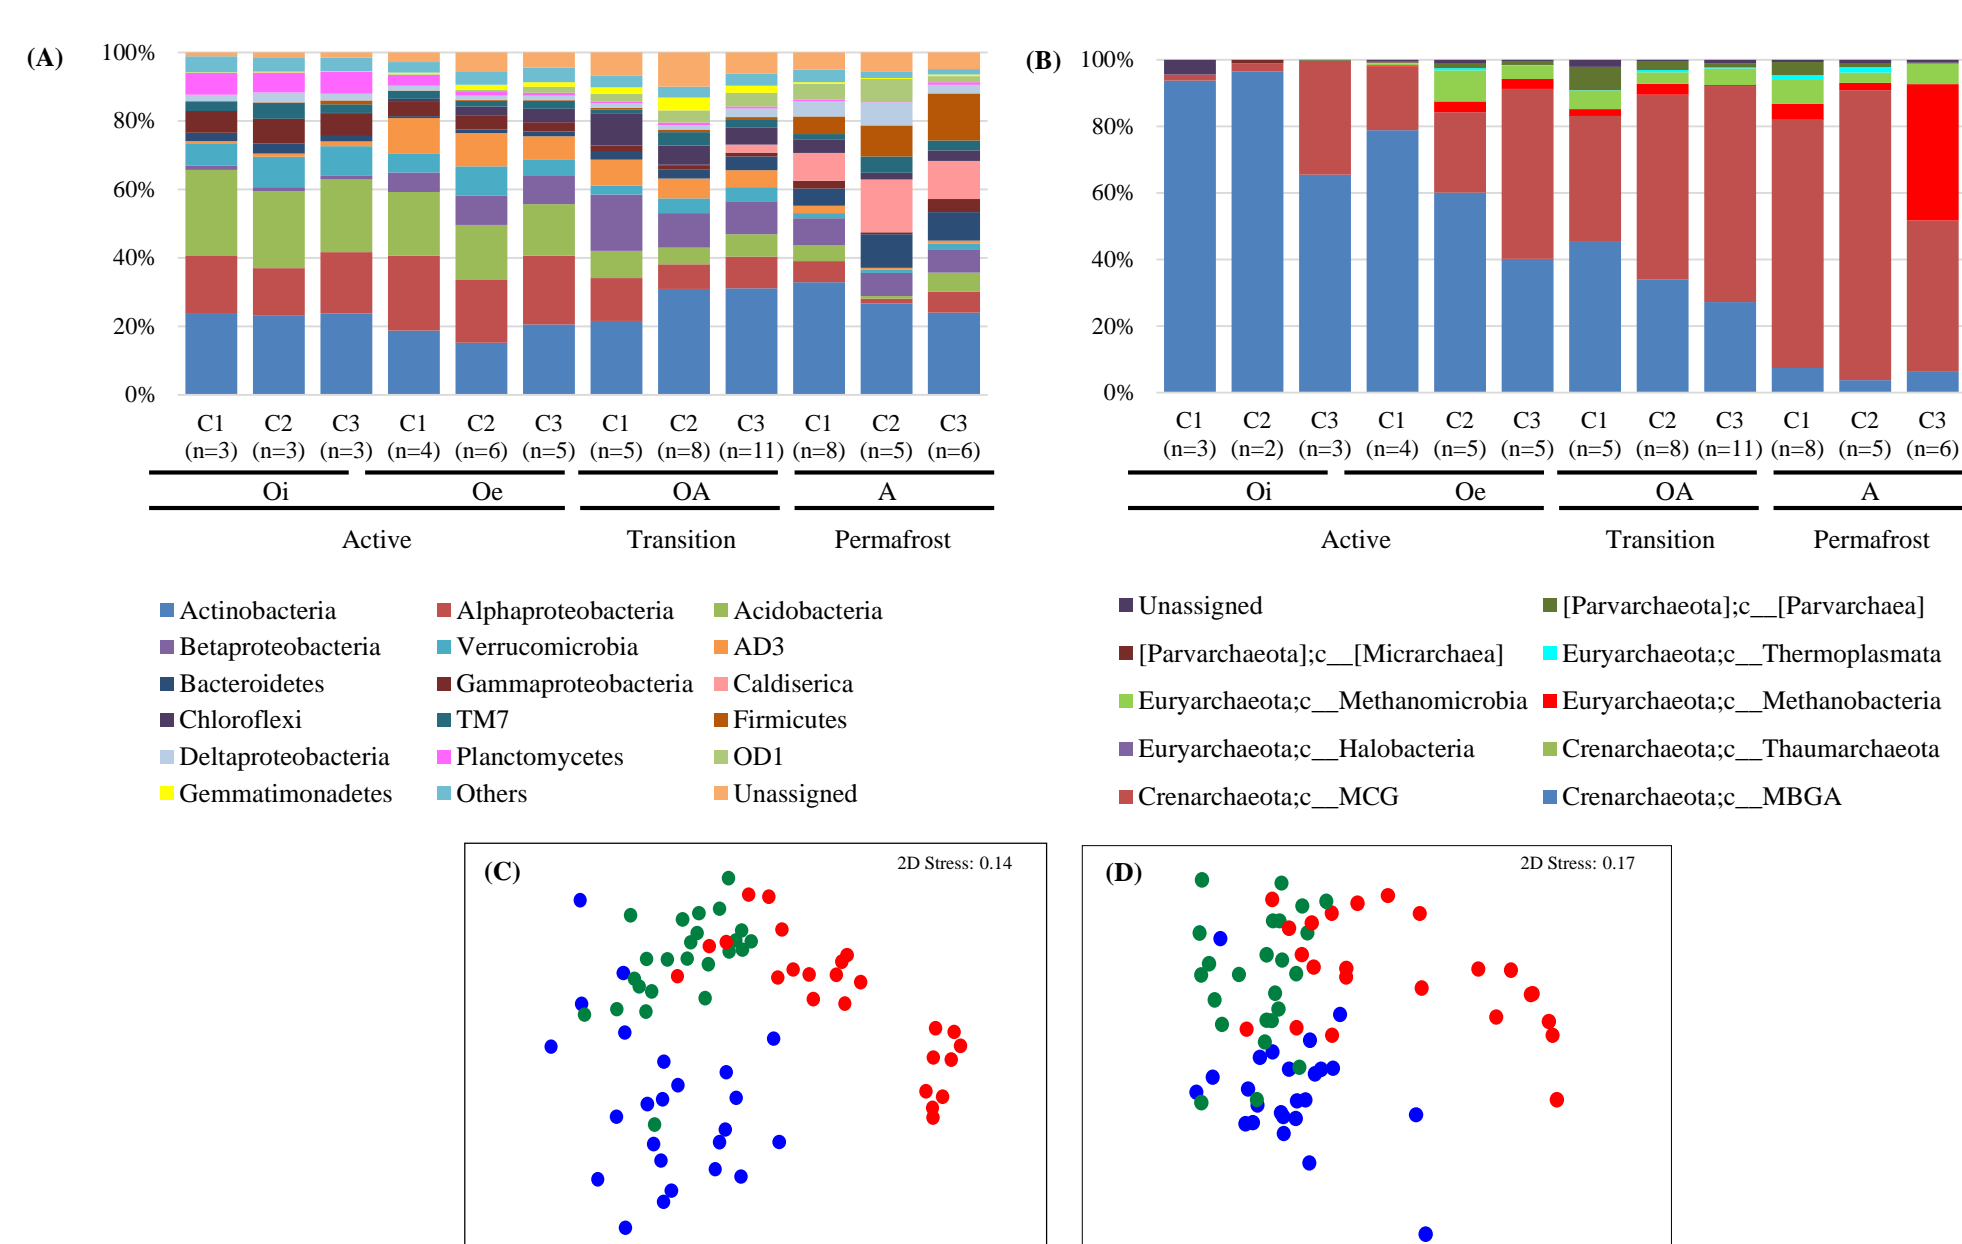 (A)
100%
80%
60%
40%
20%
0%
C1 C2 C3 C1 C2 C3 C1 C2 C3 C1 C2 C3
(n=3) (n=3) (n=3) (n=4) (n=6) (n=5) (n=5) (n=8) (n=11) (n=8) (n=5) (n=6)
Oi Oe OA A
Active Transition Permafrost
Actinobacteria Alphaproteobacteria Acidobacteria
Betaproteobacteria Verrucomicrobia AD3
Bacteroidetes Gammaproteobacteria Caldiserica
Chloroflexi TM7 Firmicutes
Deltaproteobacteria Planctomycetes OD1
Gemmatimonadetes Others Unassigned
(B)
100%
80%
60%
40%
20%
0%
C1 C2 C3 C1 C2 C3 C1 C2 C3 C1 C2 C3
(n=3) (n=2) (n=3) (n=4) (n=5) (n=5) (n=5) (n=8) (n=11) (n=8) (n=5) (n=6)
Oi Oe OA A
Active Transition Permafrost
Unassigned [Parvarchaeota];c__[Parvarchaea]
[Parvarchaeota];c__[Micrarchaea] Euryarchaeota;c__Thermoplasmata
Euryarchaeota;c__Methanomicrobia Euryarchaeota;c__Methanobacteria
Euryarchaeota;c__Halobacteria Crenarchaeota;c__Thaumarchaeota
Crenarchaeota;c__MCG Crenarchaeota;c__MBGA
(C) 2D Stress: 0.14
(D) 2D Stress: 0.17